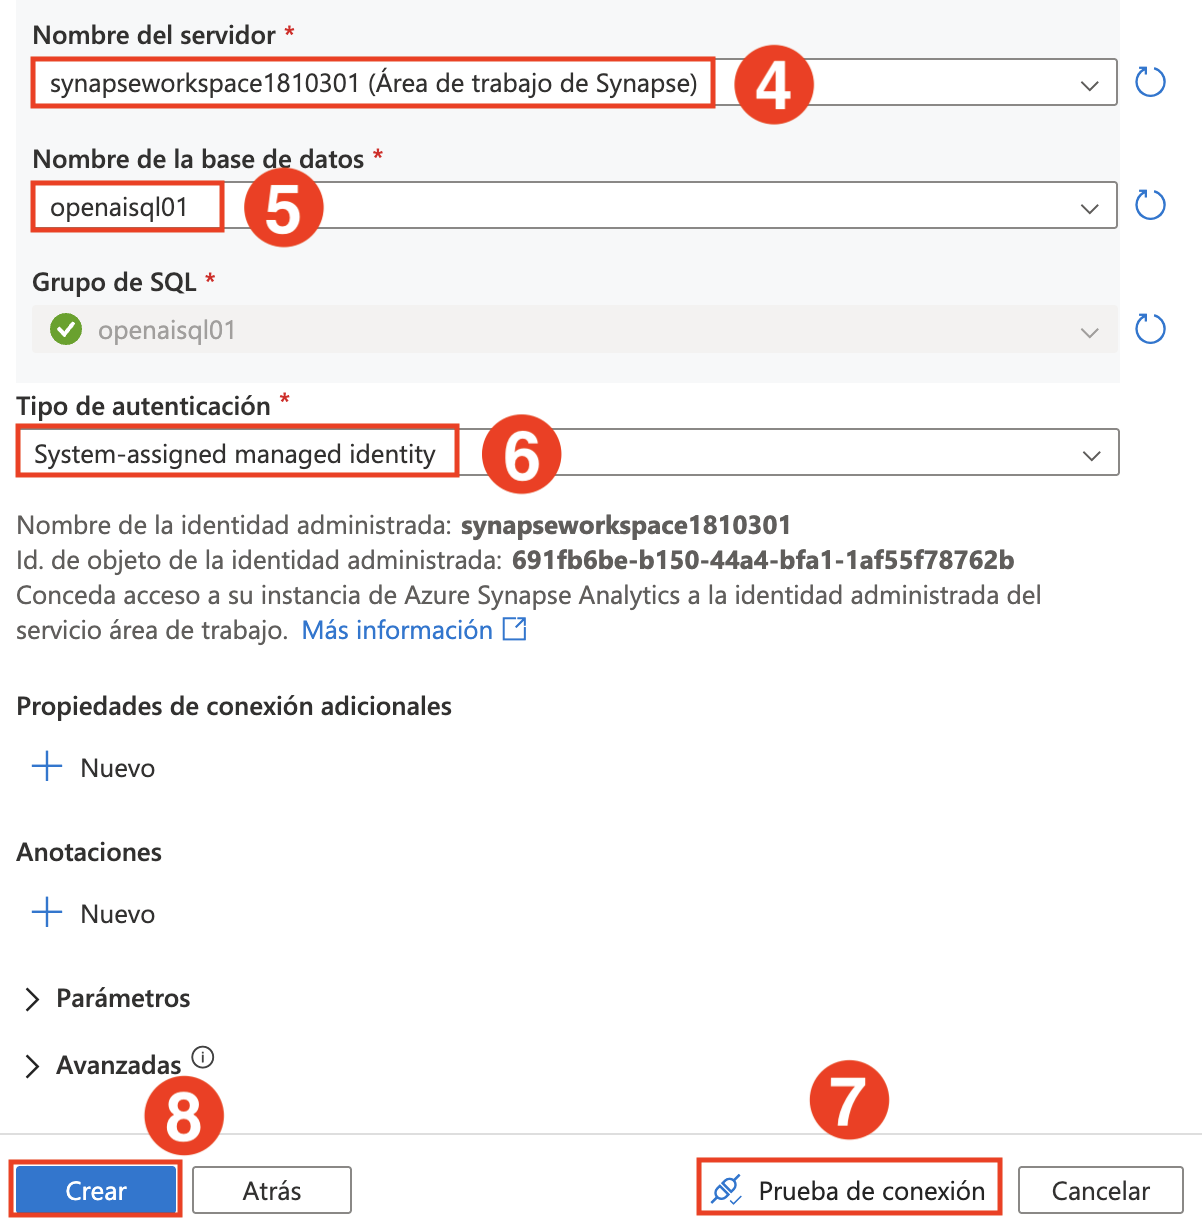 Nombre del servidor *
synapseworkspace1810301 (Área de trabajo de Synapse)
4
Nombre de la base de datos *
openaisql01
5
Grupo de SQL *
openaisql01
Tipo de autenticación *
System-assigned managed identity
6
Nombre de la identidad administrada: synapseworkspace1810301
Id. de objeto de la identidad administrada: 691fb6be-b150-44a4-bfa1-1af55f78762b
Conceda acceso a su instancia de Azure Synapse Analytics a la identidad administrada del
servicio área de trabajo. Más información
Propiedades de conexión adicionales
Nuevo
Anotaciones
Nuevo
Parámetros
Avanzadas
8
7
Crear
Atrás
Prueba de conexión
Cancelar